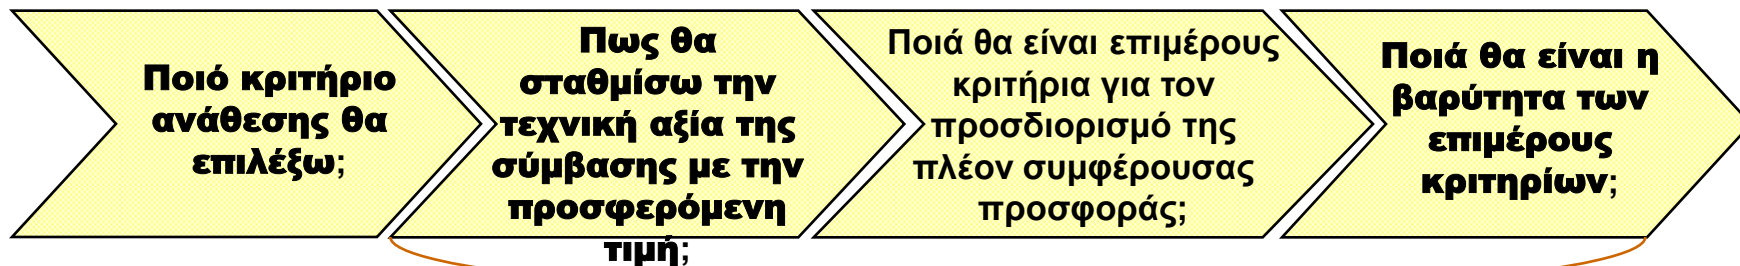 Ποιό κριτήριο
ανάθεσης θα
επιλέξω;
Πως θα
σταθμίσω την
τεχνική αξία της
σύμβασης με την
προσφερόμενη
τιμή;
Ποιά θα είναι επιμέρους
κριτήρια για τον
προσδιορισμό της
πλέον συμφέρουσας
προσφοράς;
Ποιά θα είναι η
βαρύτητα των
επιμέρους
κριτηρίων;